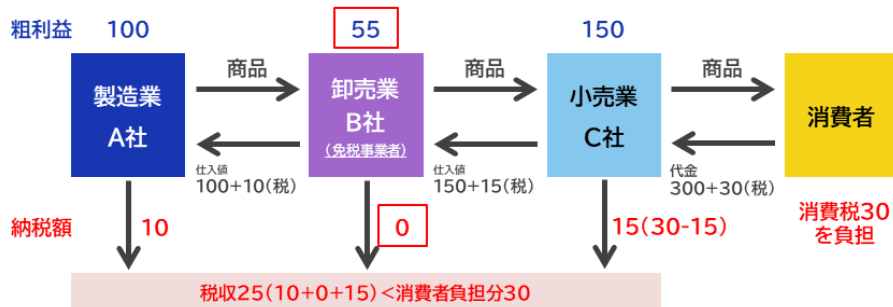 粗利益 100 55 150
商品 商品 商品
製造業
A社
卸売業
B社
(免税事業者)
小売業
C社
消費者
仕入値
100+10(税)
仕入値
150+15(税)
代金
300+30(税)
納税額 10 0 15(30-15)
消費税30
を負担
税収25(10+0+15)<消費者負担分30